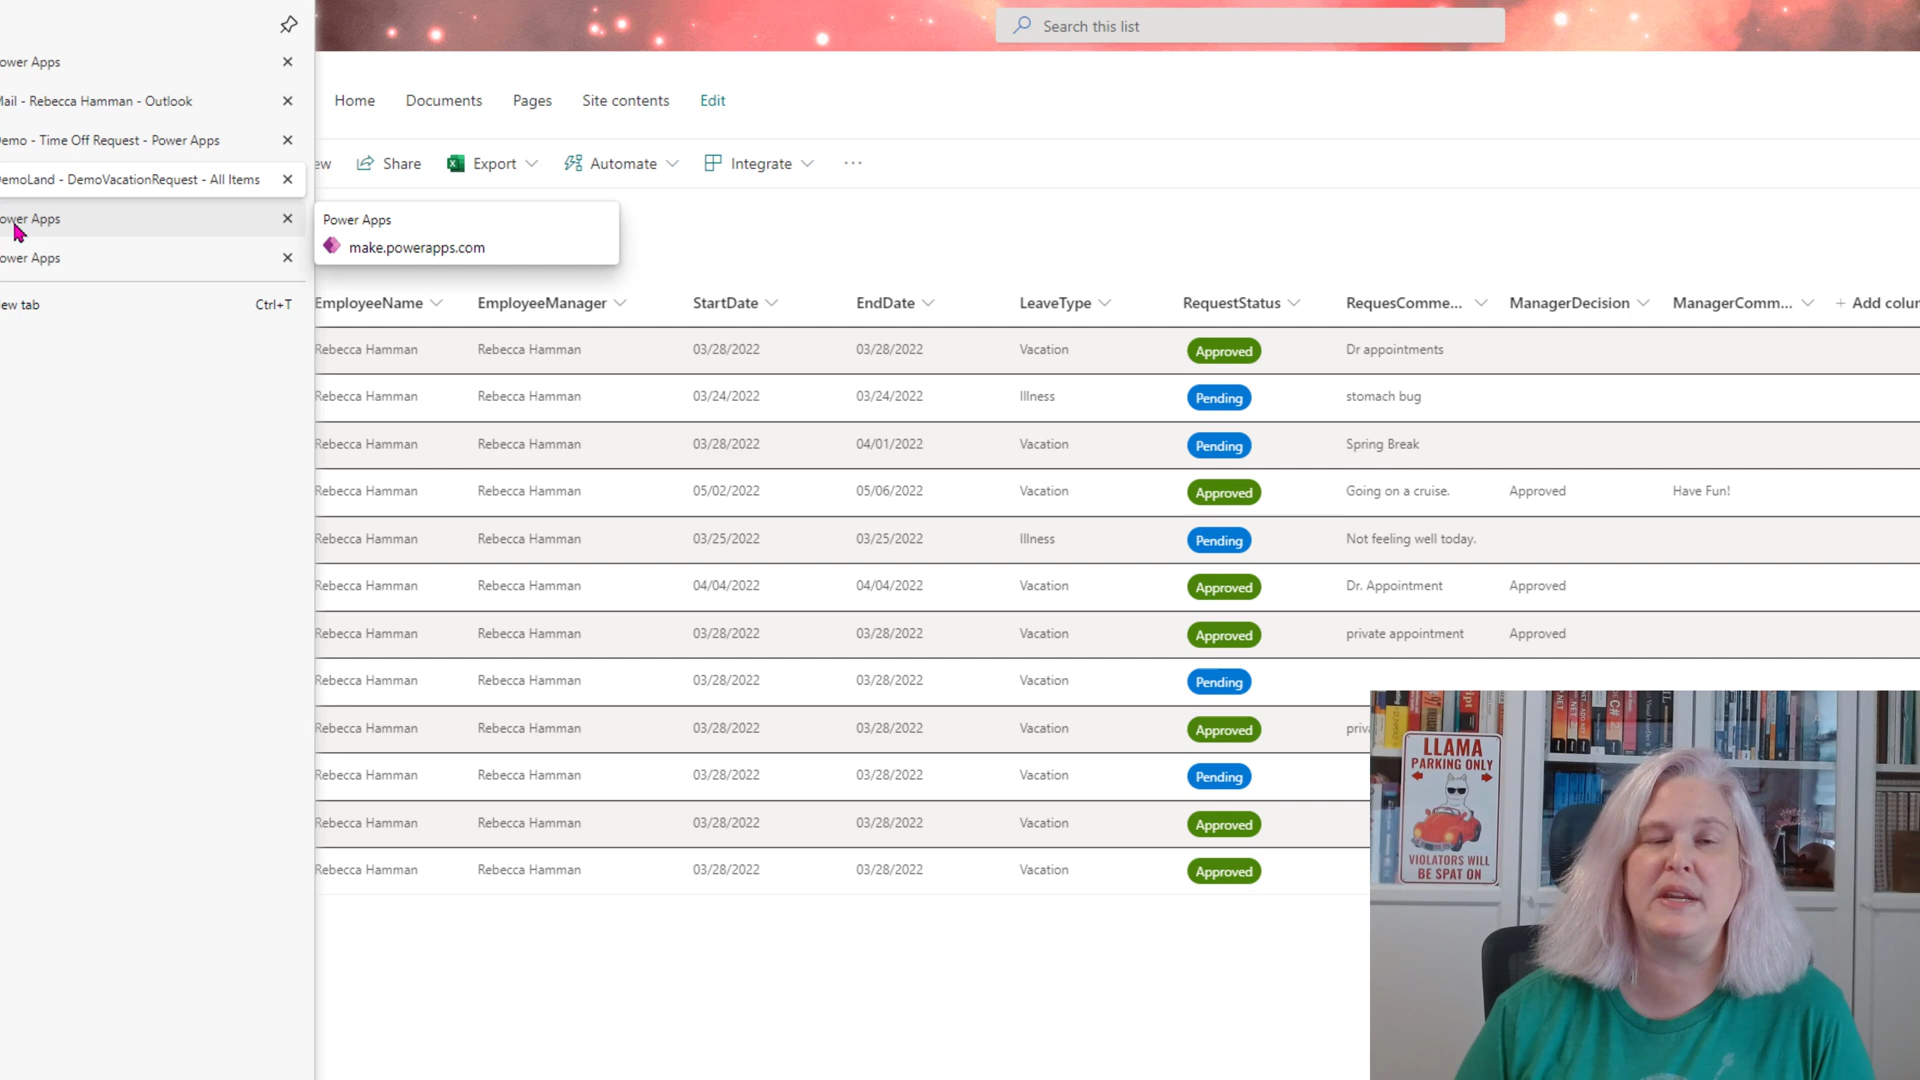 ower Apps
Mail - Rebecca Hamman - Outlook
Demo - Time Off Request - Power Apps
DemoLand - DemoVacationRequest - All Items
ower Apps
ower Apps
ew tab Ctrl+T
Power Apps
make.powerapps.com
Search this list
Home Documents Pages Site contents Edit
ew Share Export Automate Integrate ...
EmployeeName EmployeeManager StartDate EndDate LeaveType RequestStatus RequesComme... ManagerDecision ManagerComm... + Add colum
Rebecca Hamman Rebecca Hamman 03/28/2022 03/28/2022 Vacation Approved Dr appointments
Rebecca Hamman Rebecca Hamman 03/24/2022 03/24/2022 Illness Pending stomach bug
Rebecca Hamman Rebecca Hamman 03/28/2022 04/01/2022 Vacation Pending Spring Break
Rebecca Hamman Rebecca Hamman 05/02/2022 05/06/2022 Vacation Approved Going on a cruise. Approved Have Fun!
Rebecca Hamman Rebecca Hamman 03/25/2022 03/25/2022 Illness Pending Not feeling well today.
Rebecca Hamman Rebecca Hamman 04/04/2022 04/04/2022 Vacation Approved Dr. Appointment Approved
Rebecca Hamman Rebecca Hamman 03/28/2022 03/28/2022 Vacation Approved private appointment Approved
Rebecca Hamman Rebecca Hamman 03/28/2022 03/28/2022 Vacation Pending
Rebecca Hamman Rebecca Hamman 03/28/2022 03/28/2022 Vacation Approved priva
Rebecca Hamman Rebecca Hamman 03/28/2022 03/28/2022 Vacation Pending
Rebecca Hamman Rebecca Hamman 03/28/2022 03/28/2022 Vacation Approved
Rebecca Hamman Rebecca Hamman 03/28/2022 03/28/2022 Vacation Approved
LLAMA
PARKING ONLY
VIOLATORS WILL
BE SPAT ON